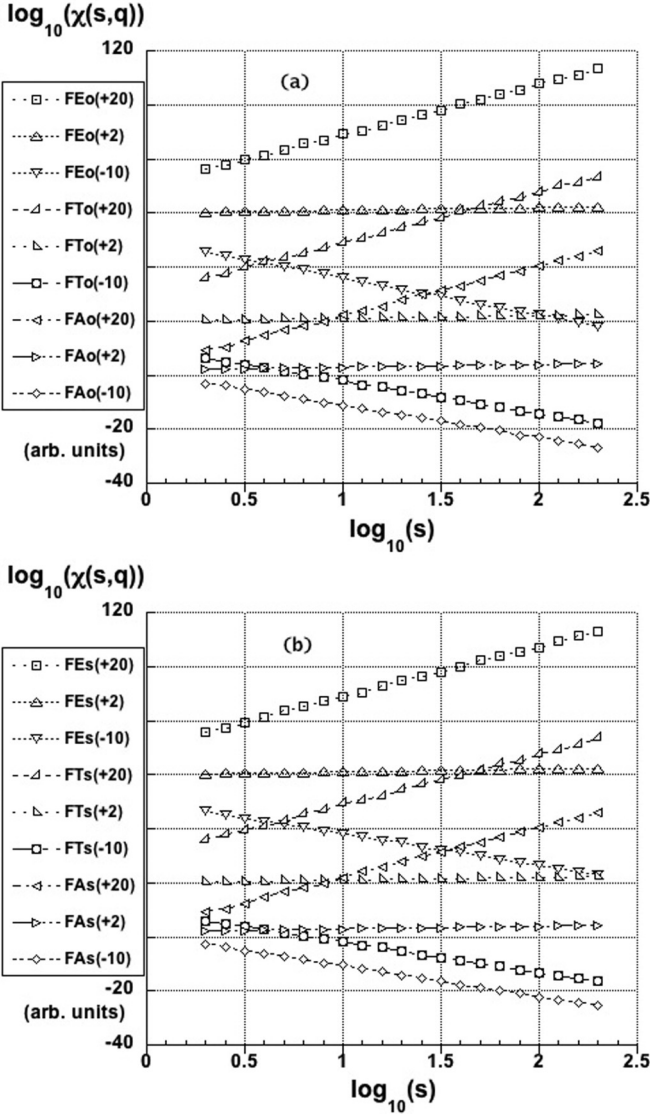 log10(χ(s,q))
120
(a)
FEo(+20)
FEo(+2)
FEo(-10)
FTo(+20)
FTo(+2)
FTo(-10)
FAo(+20)
FAo(+2)
FAo(-10)
-20
(arb. units)
-40
0 0.5 1 1.5 2 2.5
log10(s)
log10(χ(s,q))
120
(b)
FEs(+20)
FEs(+2)
FEs(-10)
FTs(+20)
FTs(+2)
FTs(-10)
FAs(+20)
FAs(+2)
FAs(-10)
-20
(arb. units)
-40
0 0.5 1 1.5 2 2.5
log10(s)